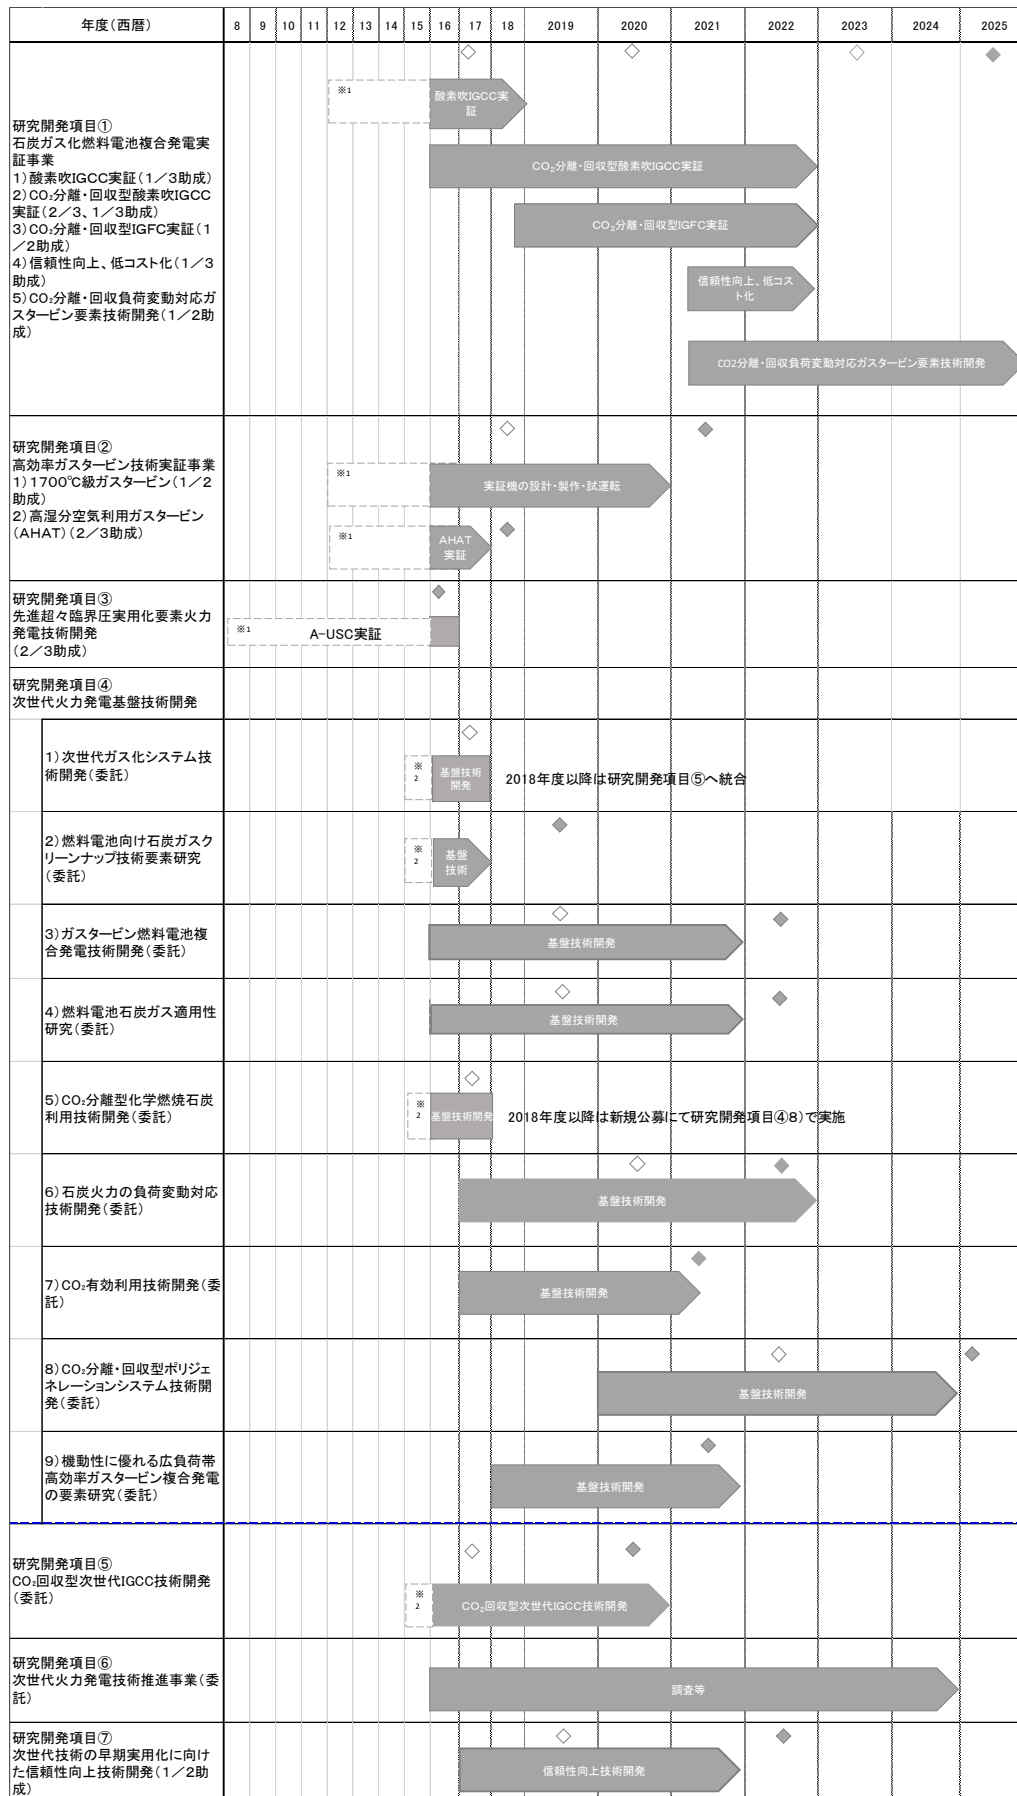 年度(西暦) 8 9 10 11 12 13 14 15 16 17 18 2019 2020 2021 2022 2023 2024 2025
研究開発項目①
石炭ガス化燃料電池複合発電実
証事業
1)酸素吹IGCC実証(1/3助成)
2)CO₂分離・回収型酸素吹IGCC
実証(2/3、1/3助成)
3)CO₂分離・回収型IGFC実証(1
/2助成)
4)信頼性向上、低コスト化(1/3
助成)
5)CO₂分離・回収負荷変動対応ガ
スタービン要素技術開発(1/2助
成)
※1
酸素吹IGCC実
証
CO₂分離・回収型酸素吹IGCC実証
CO₂分離・回収型IGFC実証
信頼性向上、低コス
ト化
CO2分離・回収負荷変動対応ガスタービン要素技術開発
研究開発項目②
高効率ガスタービン技術実証事業
1)1700℃級ガスタービン(1/2
助成)
2)高湿分空気利用ガスタービン
(AHAT)(2/3助成)
※1
実証機の設計・製作・試運転
※1
AHAT
実証
研究開発項目③
先進超々臨界圧実用化要素火力
発電技術開発
(2/3助成)
※1
A-USC実証
研究開発項目④
次世代火力発電基盤技術開発
1)次世代ガス化システム技
術開発(委託)
※
2
基盤技術
開発
2018年度以降は研究開発項目⑤へ統合
2)燃料電池向け石炭ガスク
リーンナップ技術要素研究
(委託)
※
2
基盤
技術
3)ガスタービン燃料電池複
合発電技術開発(委託)
基盤技術開発
4)燃料電池石炭ガス適用性
研究(委託)
基盤技術開発
5)CO₂分離型化学燃焼石炭
利用技術開発(委託)
※
2
基盤技術開発
2018年度以降は新規公募にて研究開発項目④8)で実施
6)石炭火力の負荷変動対応
技術開発(委託)
基盤技術開発
7)CO₂有効利用技術開発(委
託)
基盤技術開発
8)CO₂分離・回収型ポリジェ
ネレーションシステム技術開
発(委託)
基盤技術開発
9)機動性に優れる広負荷帯
高効率ガスタービン複合発電
の要素研究(委託)
基盤技術開発
研究開発項目⑤
CO₂回収型次世代IGCC技術開発
(委託)
※
2
CO₂回収型次世代IGCC技術開発
研究開発項目⑥
次世代火力発電技術推進事業(委
託)
調査等
研究開発項目⑦
次世代技術の早期実用化に向け
た信頼性向上技術開発(1/2助
成)
信頼性向上技術開発